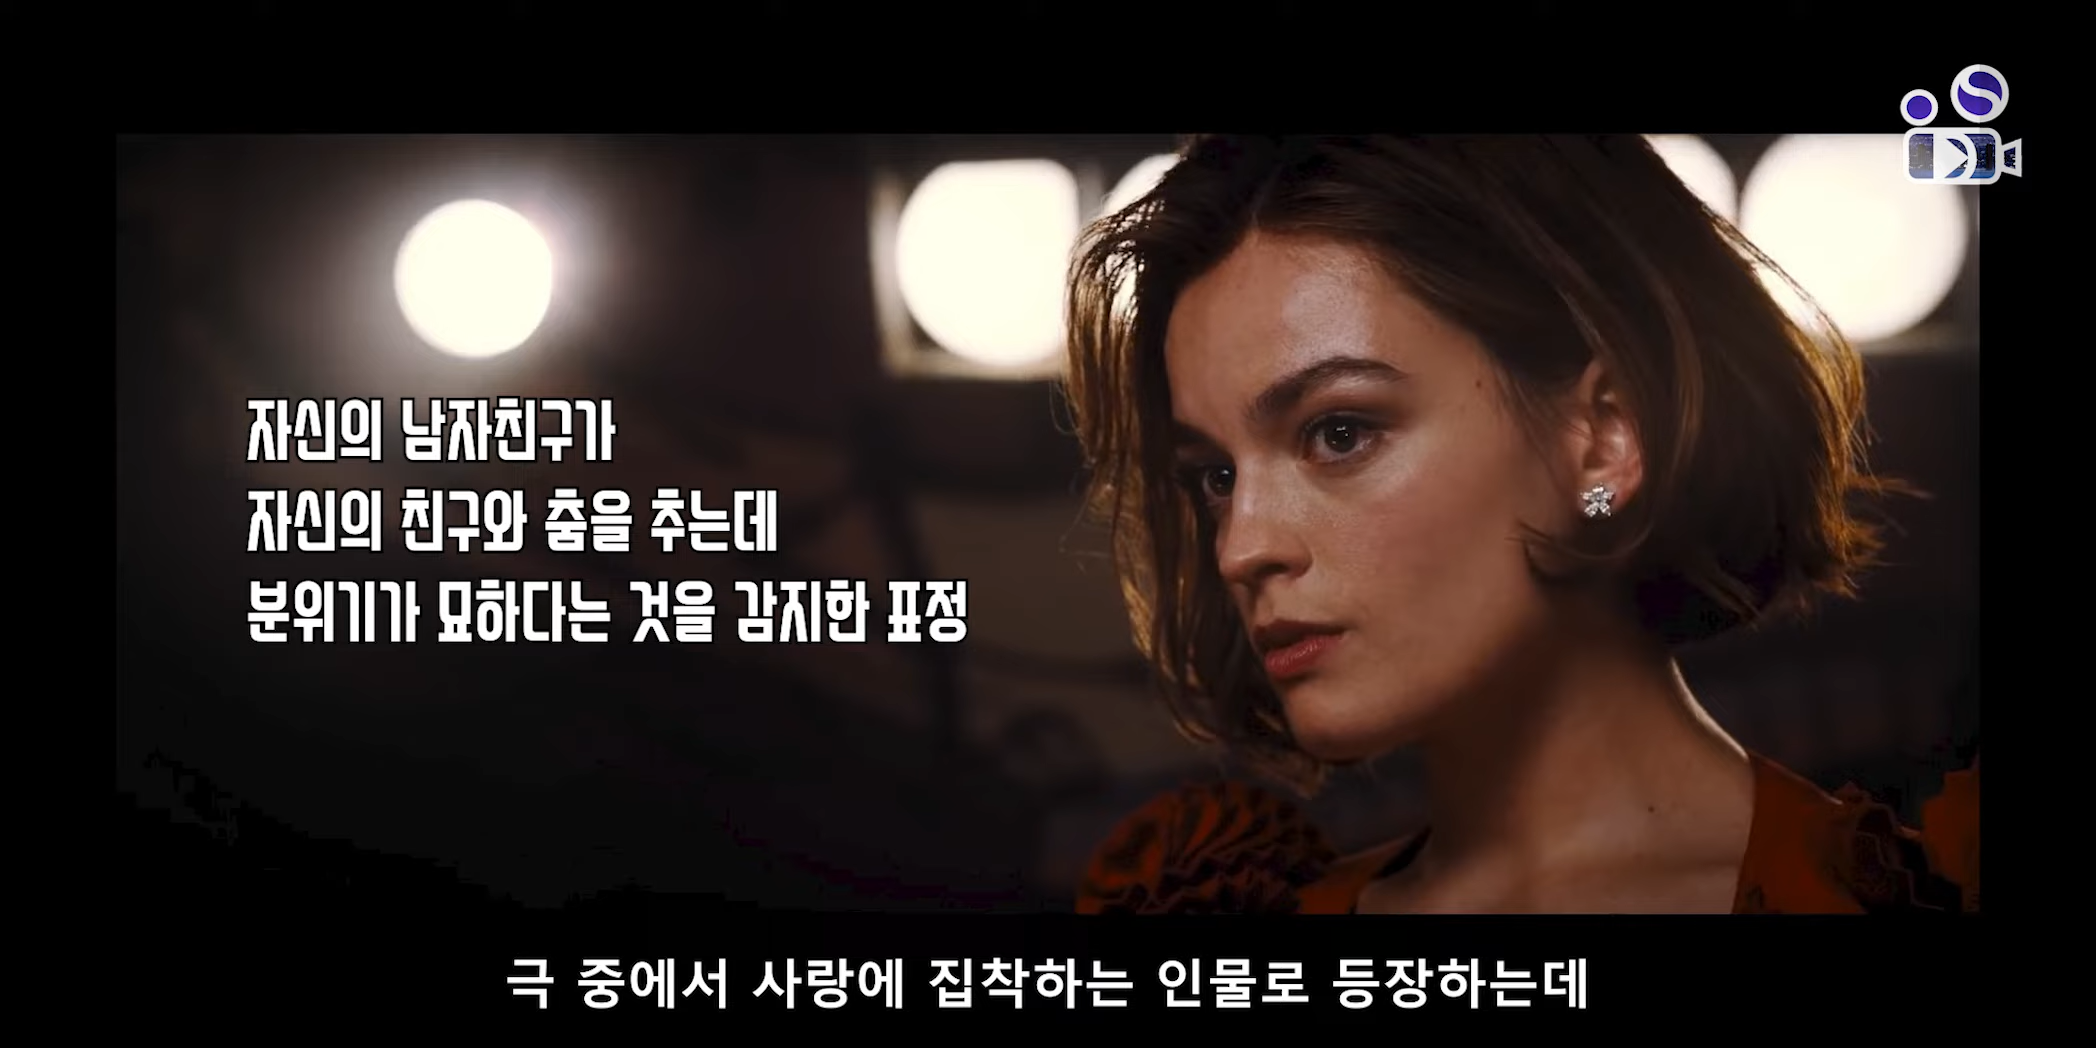 자신의 남자친구가
자신의 친구와 춤을 추는데
분위기가 묘하다는 것을 감지한 표정
극 중에서 사랑에 집착하는 인물로 등장하는데